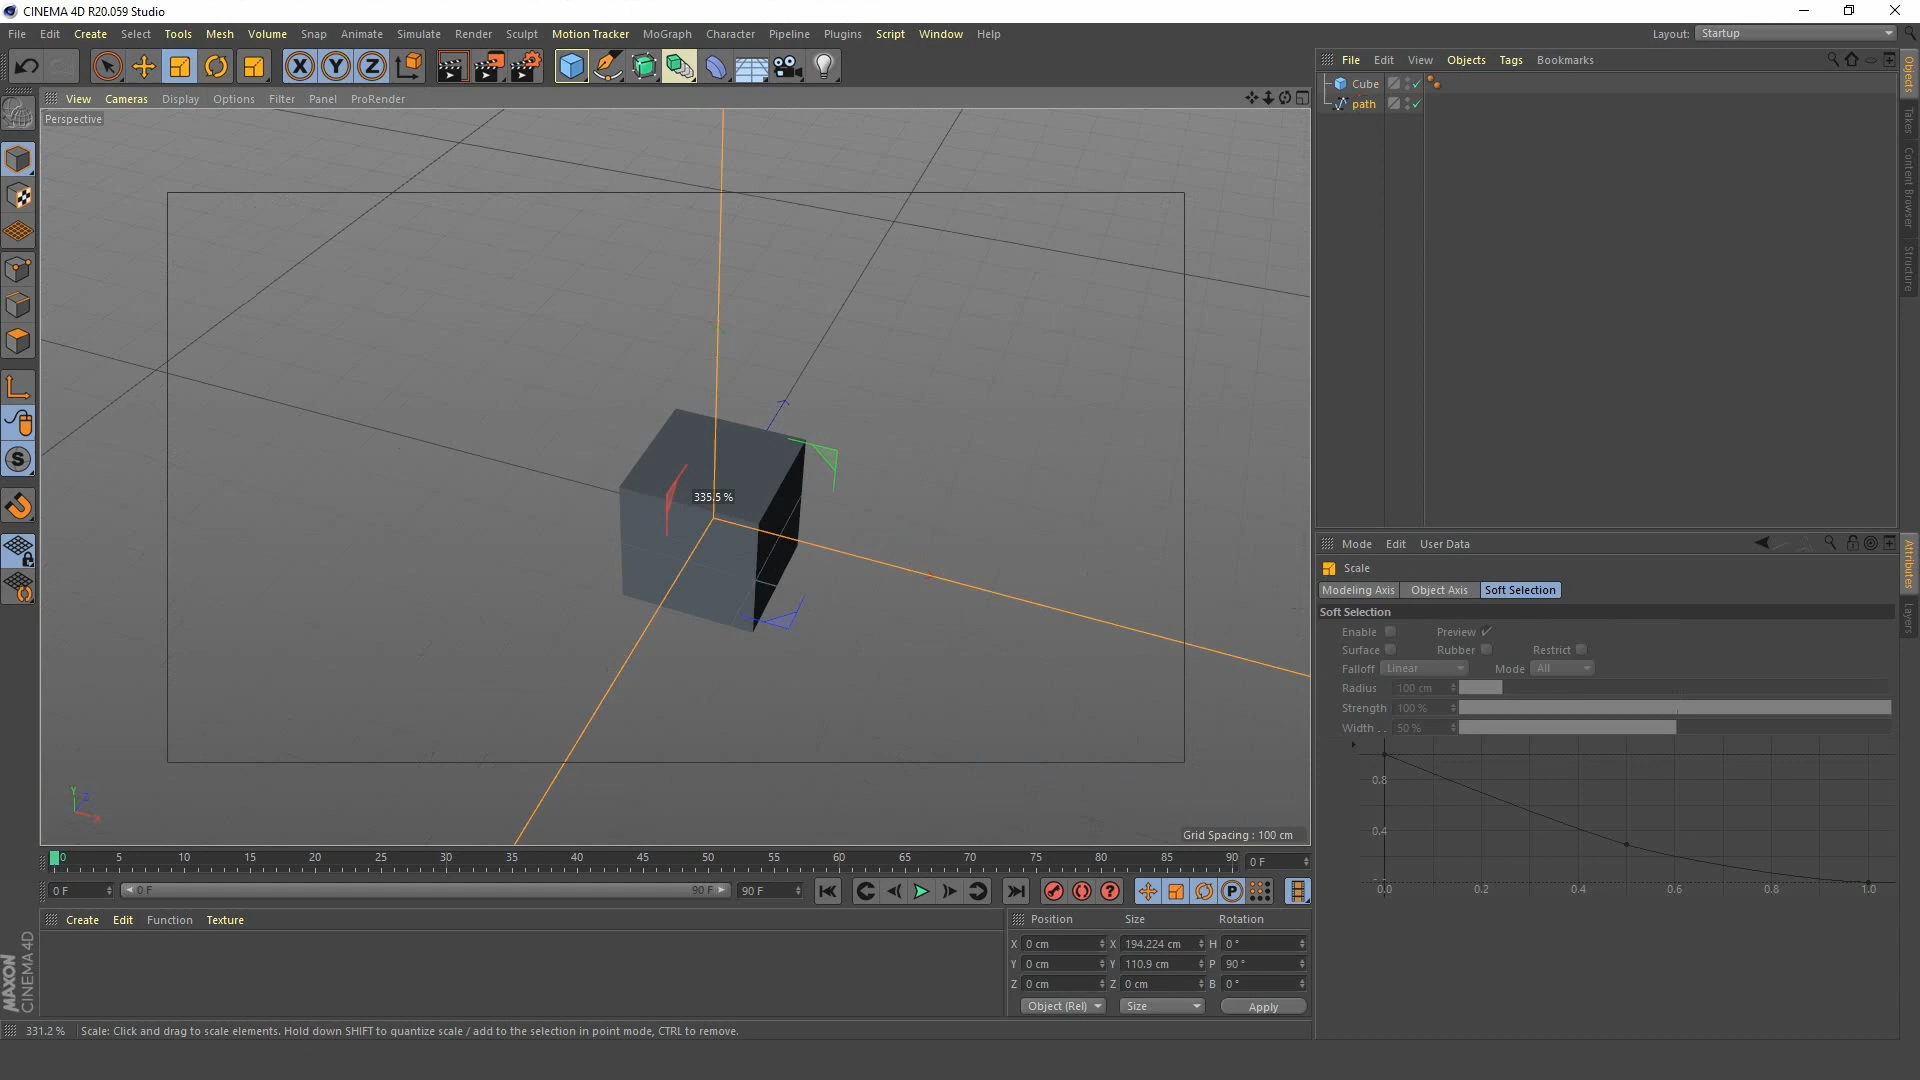 CINEMA 4D R20.059 Studio
File Edit Create Select Tools Mesh Volume Snap Animate Simulate Render Sculpt Motion Tracker MoGraph Character Pipeline Plugins Script Window Help Layout: Startup
X Y Z
File Edit View Objects Tags Bookmarks
View Cameras Display Options Filter Panel ProRender
Perspective
Cube
path
Objects
Takes
Content Browser
Structure
335.5 %
Y Z X
Grid Spacing : 100 cm
S
Mode Edit User Data
Scale
Modeling Axis Object Axis Soft Selection
Soft Selection
Enable Preview
Surface Rubber Restrict
Falloff Linear Mode All
Radius 100 cm
Strength 100 %
Width . . 50 %
0.8
0.4
0.0 0.2 0.4 0.6 0.8 1.0
Attributes
Layers
0 5 10 15 20 25 30 35 40 45 50 55 60 65 70 75 80 85 90 0 F
0 F 0 F 90 F 90 F P
Create Edit Function Texture
Position Size Rotation
X 0 cm X 194.224 cm H 0 °
Y 0 cm Y 110.9 cm P 90 °
Z 0 cm Z 0 cm B 0 °
Object (Rel) Size Apply
MAXON
CINEMA 4D
331.2 % Scale: Click and drag to scale elements. Hold down SHIFT to quantize scale / add to the selection in point mode, CTRL to remove.